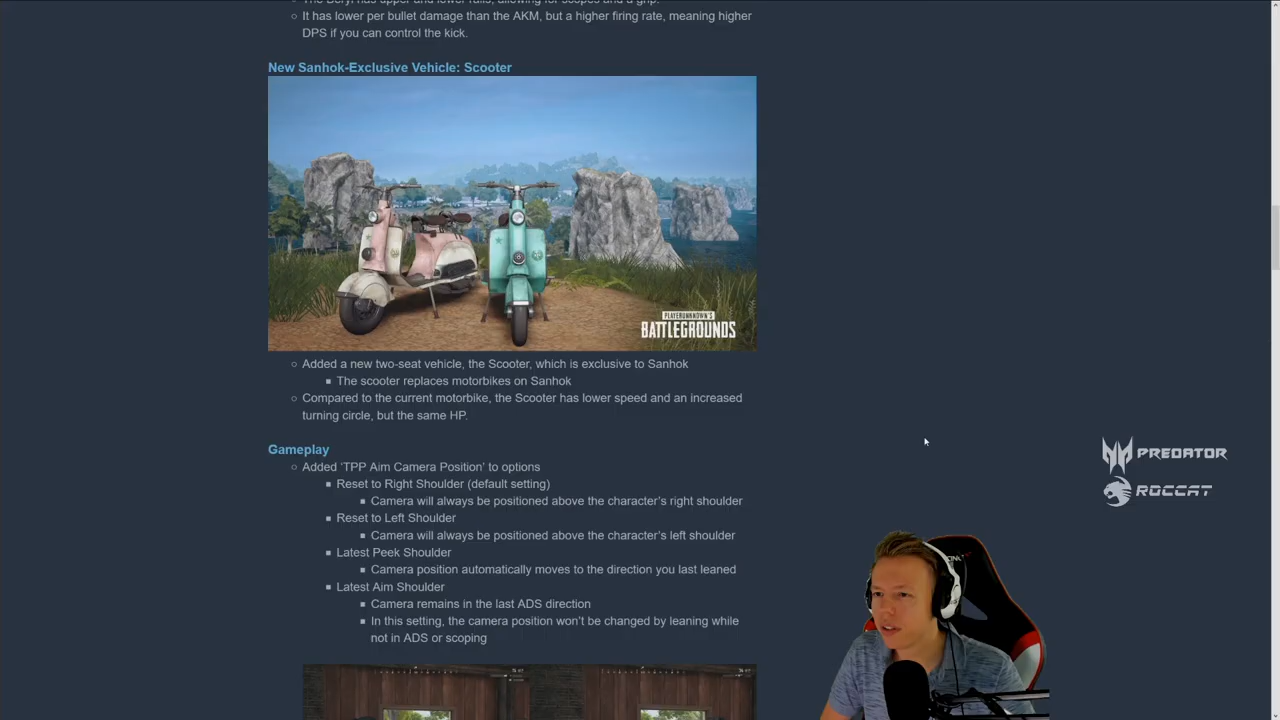 It has lower per bullet damage than the AKM, but a higher firing rate, meaning higher
DPS if you can control the kick.
New Sanhok-Exclusive Vehicle: Scooter
PLAYERUNKNOWN'S
BATTLEGROUNDS
Added a new two-seat vehicle, the Scooter, which is exclusive to Sanhok
The scooter replaces motorbikes on Sanhok
Compared to the current motorbike, the Scooter has lower speed and an increased
turning circle, but the same HP.
Gameplay
Added 'TPP Aim Camera Position' to options
Reset to Right Shoulder (default setting)
Camera will always be positioned above the character's right shoulder
Reset to Left Shoulder
Camera will always be positioned above the character's left shoulder
Latest Peek Shoulder
Camera position automatically moves to the direction you last leaned
Latest Aim Shoulder
Camera remains in the last ADS direction
In this setting, the camera position won't be changed by leaning while
not in ADS or scoping
PREDATOR
ROCCAT